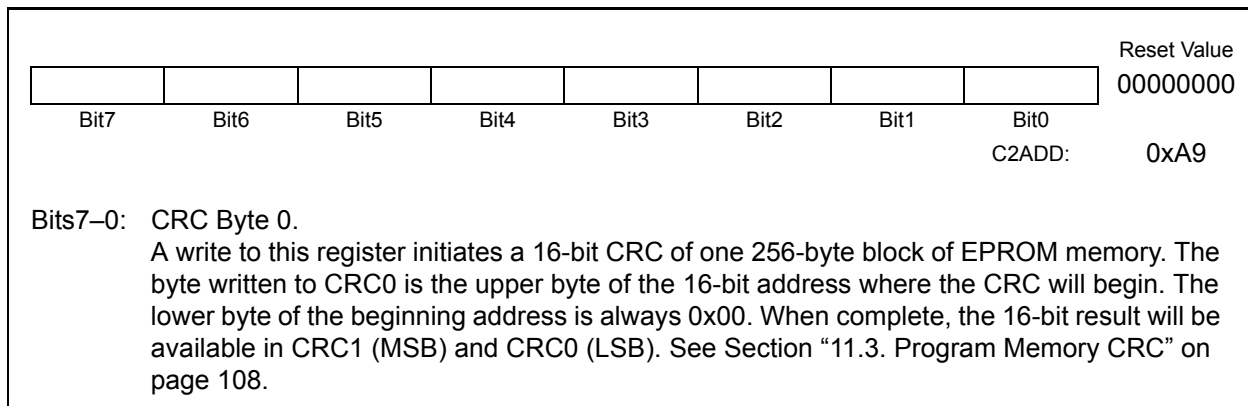 Reset Value
00000000
Bit7 Bit6 Bit5 Bit4 Bit3 Bit2 Bit1 Bit0
C2ADD: 0xA9
Bits7–0: CRC Byte 0.
A write to this register initiates a 16-bit CRC of one 256-byte block of EPROM memory. The
byte written to CRC0 is the upper byte of the 16-bit address where the CRC will begin. The
lower byte of the beginning address is always 0x00. When complete, the 16-bit result will be
available in CRC1 (MSB) and CRC0 (LSB). See Section “11.3. Program Memory CRC” on
page 108.